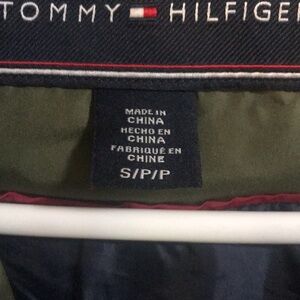 TOMMY HILFIGER
MADE IN
CHINA
HECHO EN
CHINA
FABRIQUÉ EN
CHINE
S/P/P